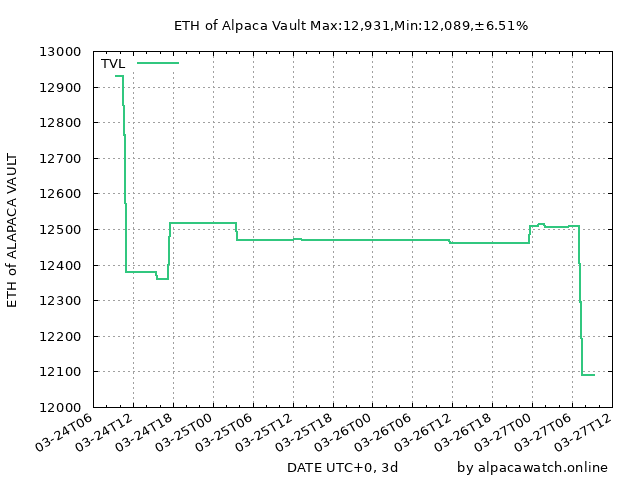 ETH of Alpaca Vault Max:12,931,Min:12,089,±6.51%
TVL
ETH of ALAPACA VAULT
13000
12900
12800
12700
12600
12500
12400
12300
12200
12100
12000
03-24T06
03-24T12
03-24T18
03-25T00
03-25T06
03-25T12
03-25T18
03-26T00
03-26T06
03-26T12
03-26T18
03-27T00
03-27T06
03-27T12
DATE UTC+0, 3d
by alpacawatch.online